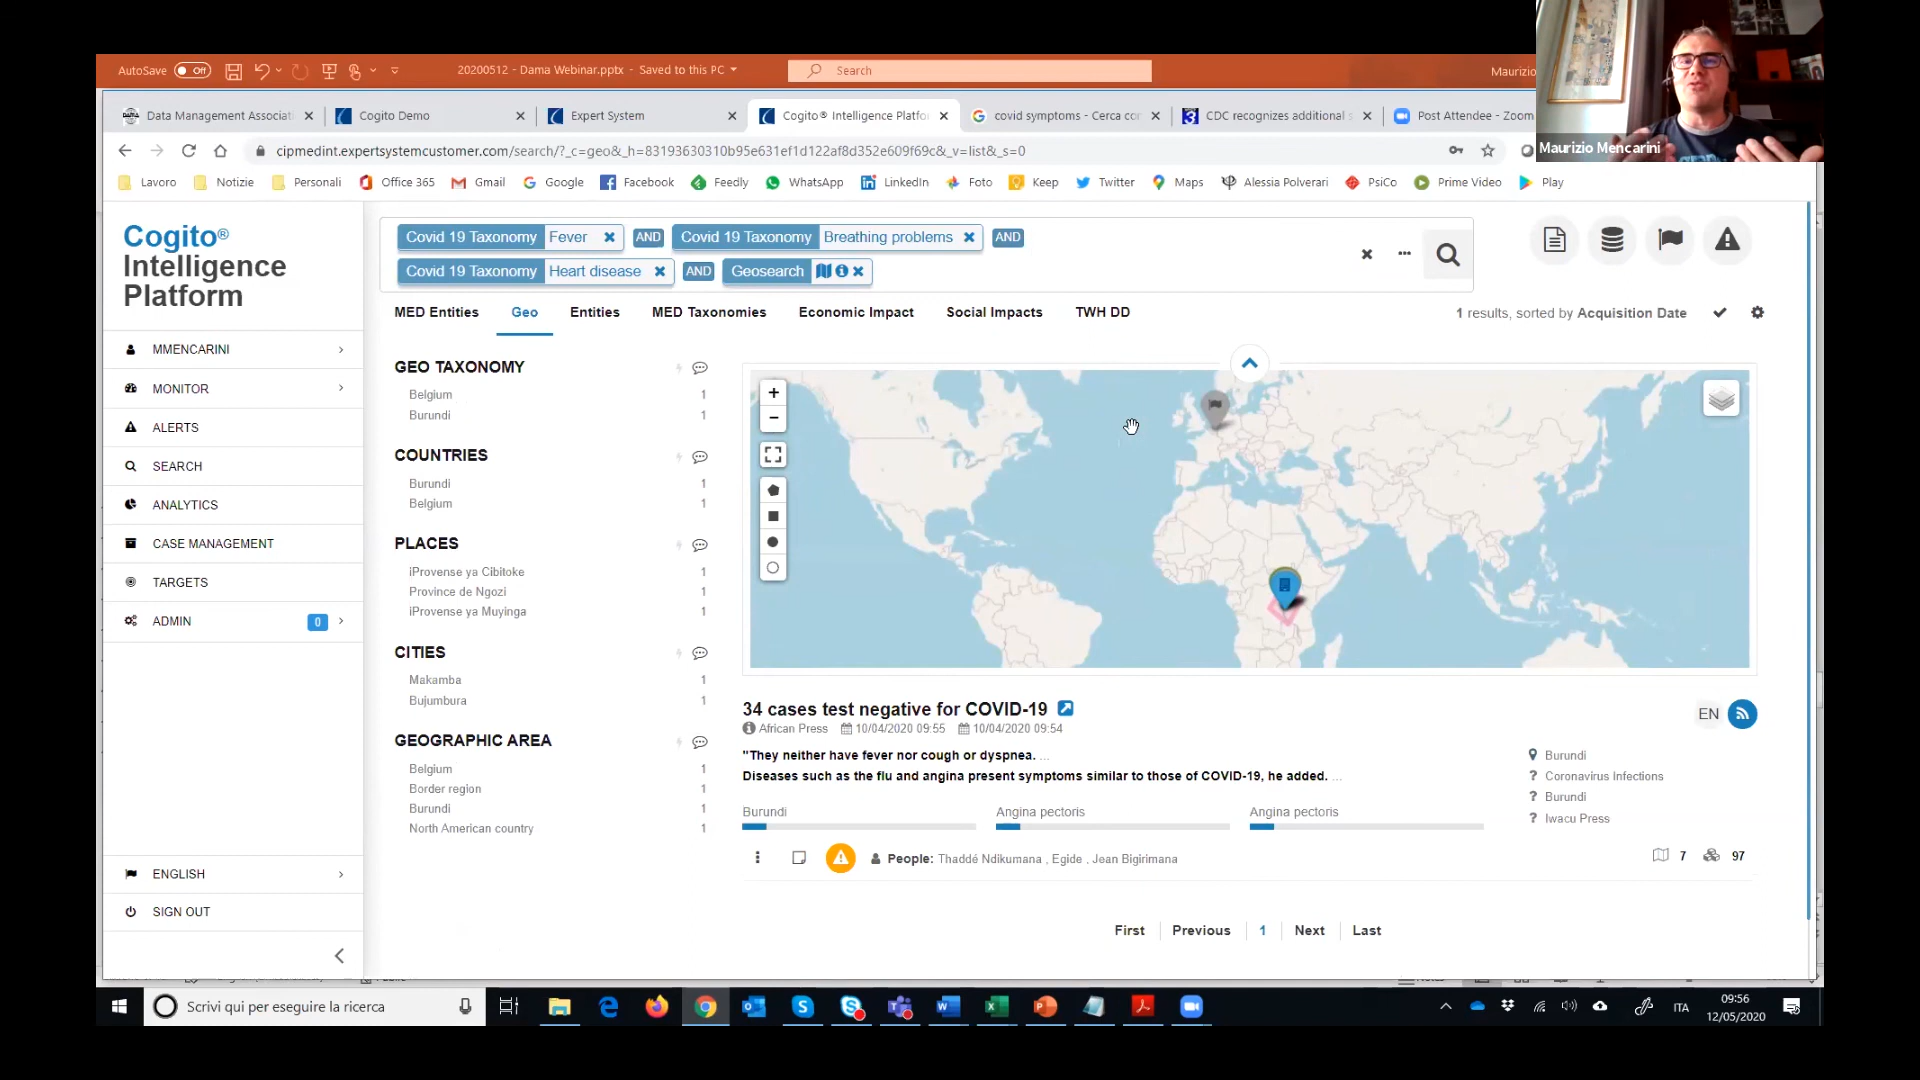 AutoSave Off
20200512 - Dama Webinar.pptx - Saved to this PC
Search
Maurizio
Maurizio Mencarini
Data Management Associati
Cogito Demo
Expert System
Cogito® Intelligence Platfo
covid symptoms - Cerca co
CDC recognizes additional s
Post Attendee - Zoom
cipmedint.expertsystemcustomer.com/search/?_c=geo&_h=83193630310b95e631ef1d122af8d352e609f69c&_v=list&_s=0
Lavoro Notizie Personali Office 365 Gmail Google Facebook Feedly WhatsApp LinkedIn Foto Keep Twitter Maps Alessia Polverari PsiCo Prime Video Play
Cogito®
Intelligence
Platform
MMENCARINI
MONITOR
ALERTS
SEARCH
ANALYTICS
CASE MANAGEMENT
TARGETS
ADMIN 0
ENGLISH
SIGN OUT
Covid 19 Taxonomy Fever AND Covid 19 Taxonomy Breathing problems AND
Covid 19 Taxonomy Heart disease AND Geosearch
MED Entities Geo Entities MED Taxonomies Economic Impact Social Impacts TWH DD
1 results, sorted by Acquisition Date
GEO TAXONOMY
Belgium 1
Burundi 1
COUNTRIES
Burundi 1
Belgium 1
PLACES
iProvense ya Cibitoke 1
Province de Ngozi 1
iProvense ya Muyinga 1
CITIES
Makamba 1
Bujumbura 1
GEOGRAPHIC AREA
Belgium 1
Border region 1
Burundi 1
North American country 1
+
−
34 cases test negative for COVID-19
African Press 10/04/2020 09:55 10/04/2020 09:54
EN
"They neither have fever nor cough or dyspnea. ...
Diseases such as the flu and angina present symptoms similar to those of COVID-19, he added. ...
Burundi Angina pectoris Angina pectoris
Burundi
? Coronavirus Infections
? Burundi
? Iwacu Press
People: Thaddé Ndikumana , Egide , Jean Bigirimana
7 97
First Previous 1 Next Last
Scrivi qui per eseguire la ricerca
ITA
09:56
12/05/2020